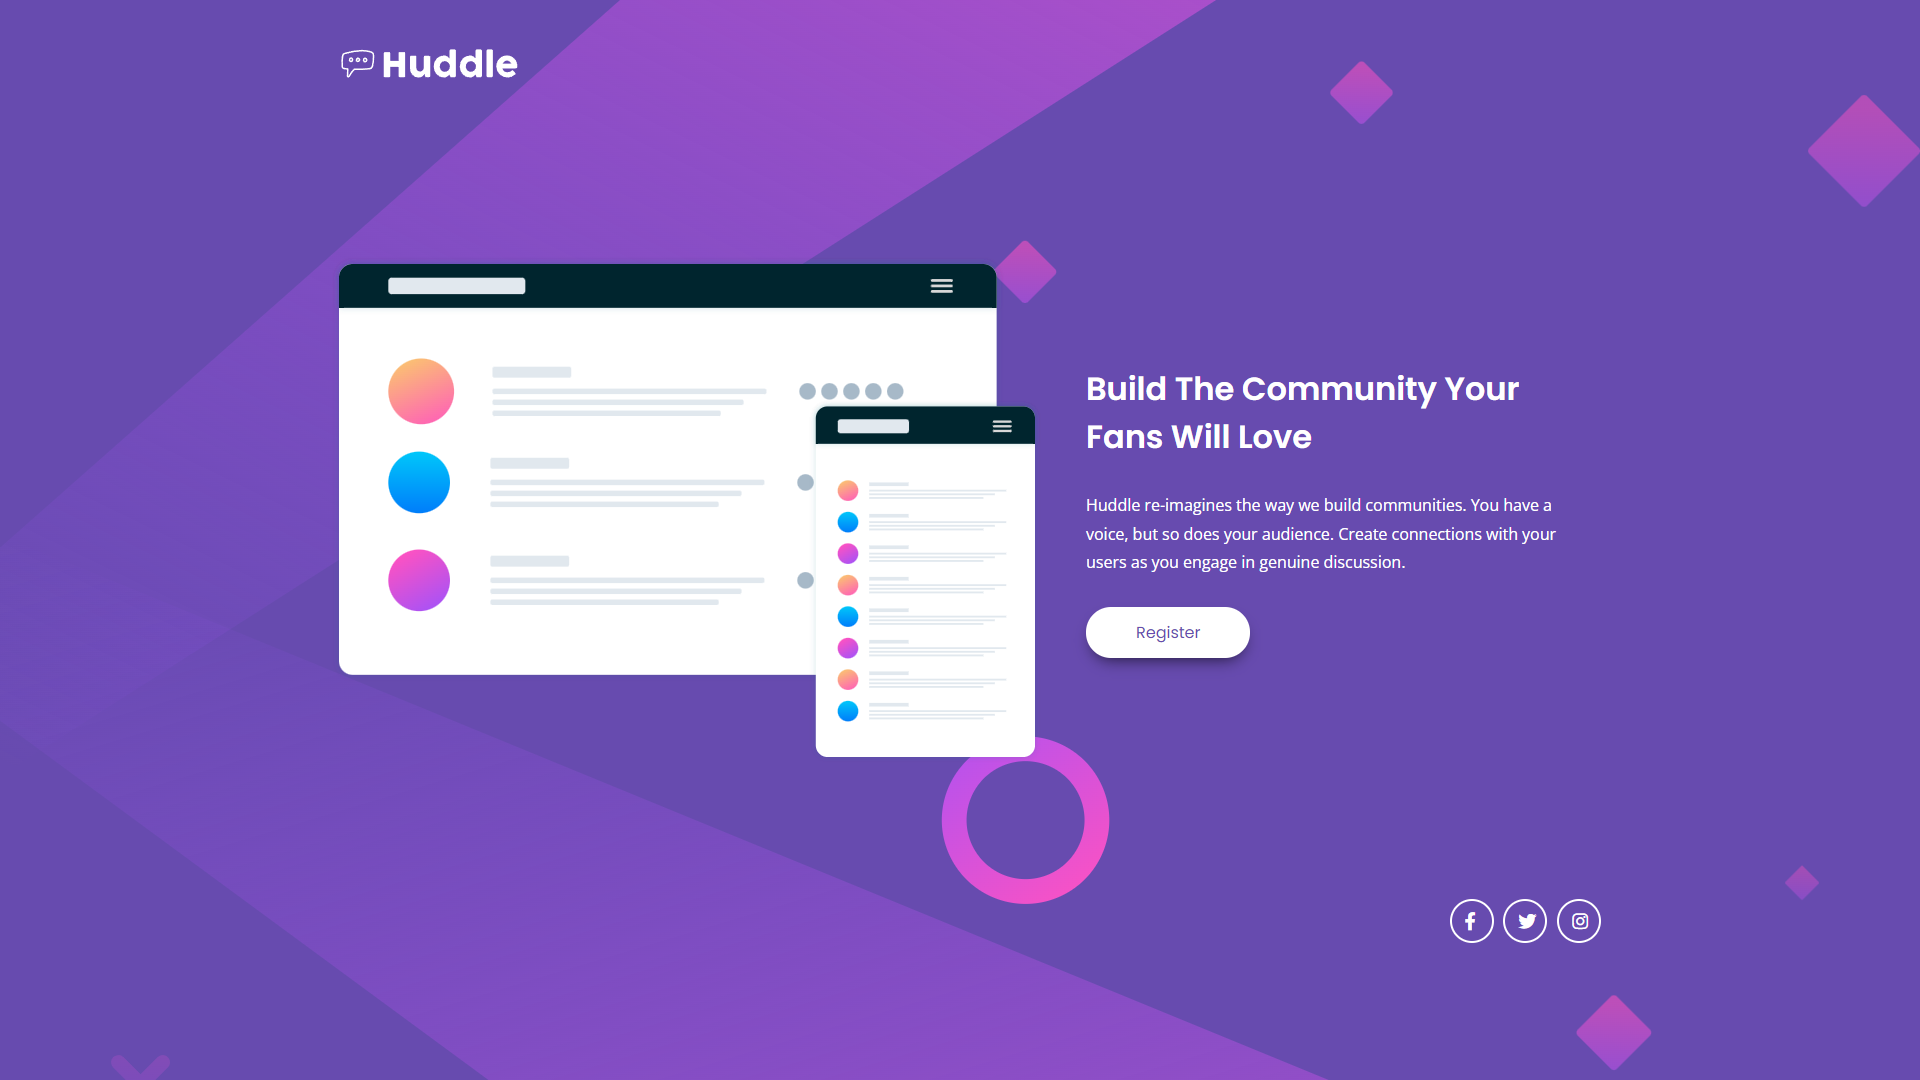 Huddle
Build The Community Your
Fans Will Love
Huddle re-imagines the way we build communities. You have a
voice, but so does your audience. Create connections with your
users as you engage in genuine discussion.
Register